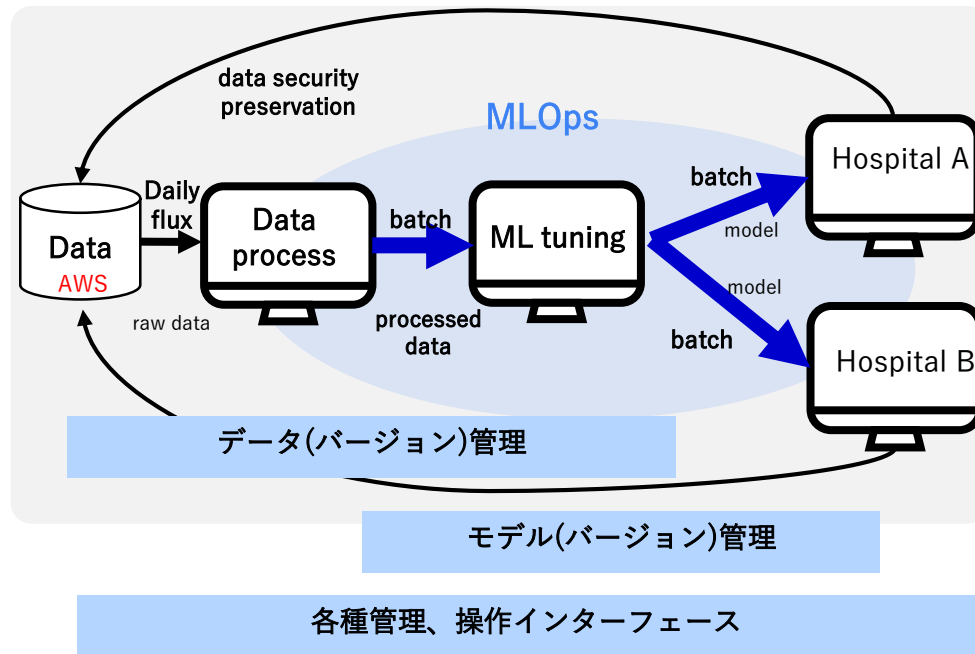 data security
preservation
MLOps
Hospital A
Daily
flux
Data
AWS
raw data
Data
process
batch
processed
data
ML tuning
batch
model
model
batch
Hospital B
データ(バージョン)管理
モデル(バージョン)管理
各種管理、操作インターフェース